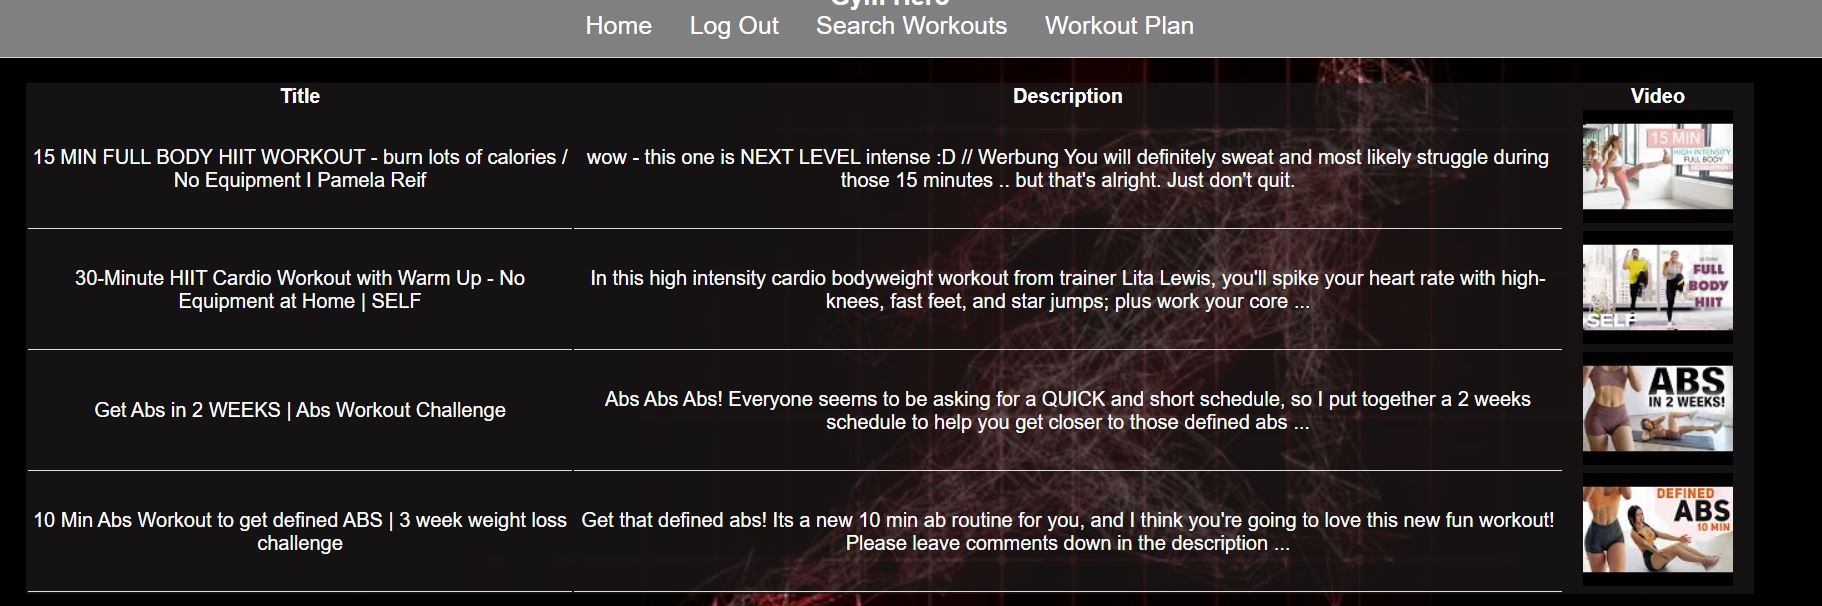 Gym Hero
Home Log Out Search Workouts Workout Plan
Title Description Video
15 MIN FULL BODY HIIT WORKOUT - burn lots of calories /
No Equipment I Pamela Reif
wow - this one is NEXT LEVEL intense :D // Werbung You will definitely sweat and most likely struggle during
those 15 minutes .. but that's alright. Just don't quit.
15 MIN
HIGH INTENSITY
FULL BODY
30-Minute HIIT Cardio Workout with Warm Up - No
Equipment at Home | SELF
In this high intensity cardio bodyweight workout from trainer Lita Lewis, you'll spike your heart rate with high-
knees, fast feet, and star jumps; plus work your core ...
FULL
BODY
HIIT
SELF
Get Abs in 2 WEEKS | Abs Workout Challenge
Abs Abs Abs! Everyone seems to be asking for a QUICK and short schedule, so I put together a 2 weeks
schedule to help you get closer to those defined abs ...
ABS
IN 2 WEEKS!
10 Min Abs Workout to get defined ABS | 3 week weight loss
challenge
Get that defined abs! Its a new 10 min ab routine for you, and I think you're going to love this new fun workout!
Please leave comments down in the description ...
DEFINED
ABS
10 MIN